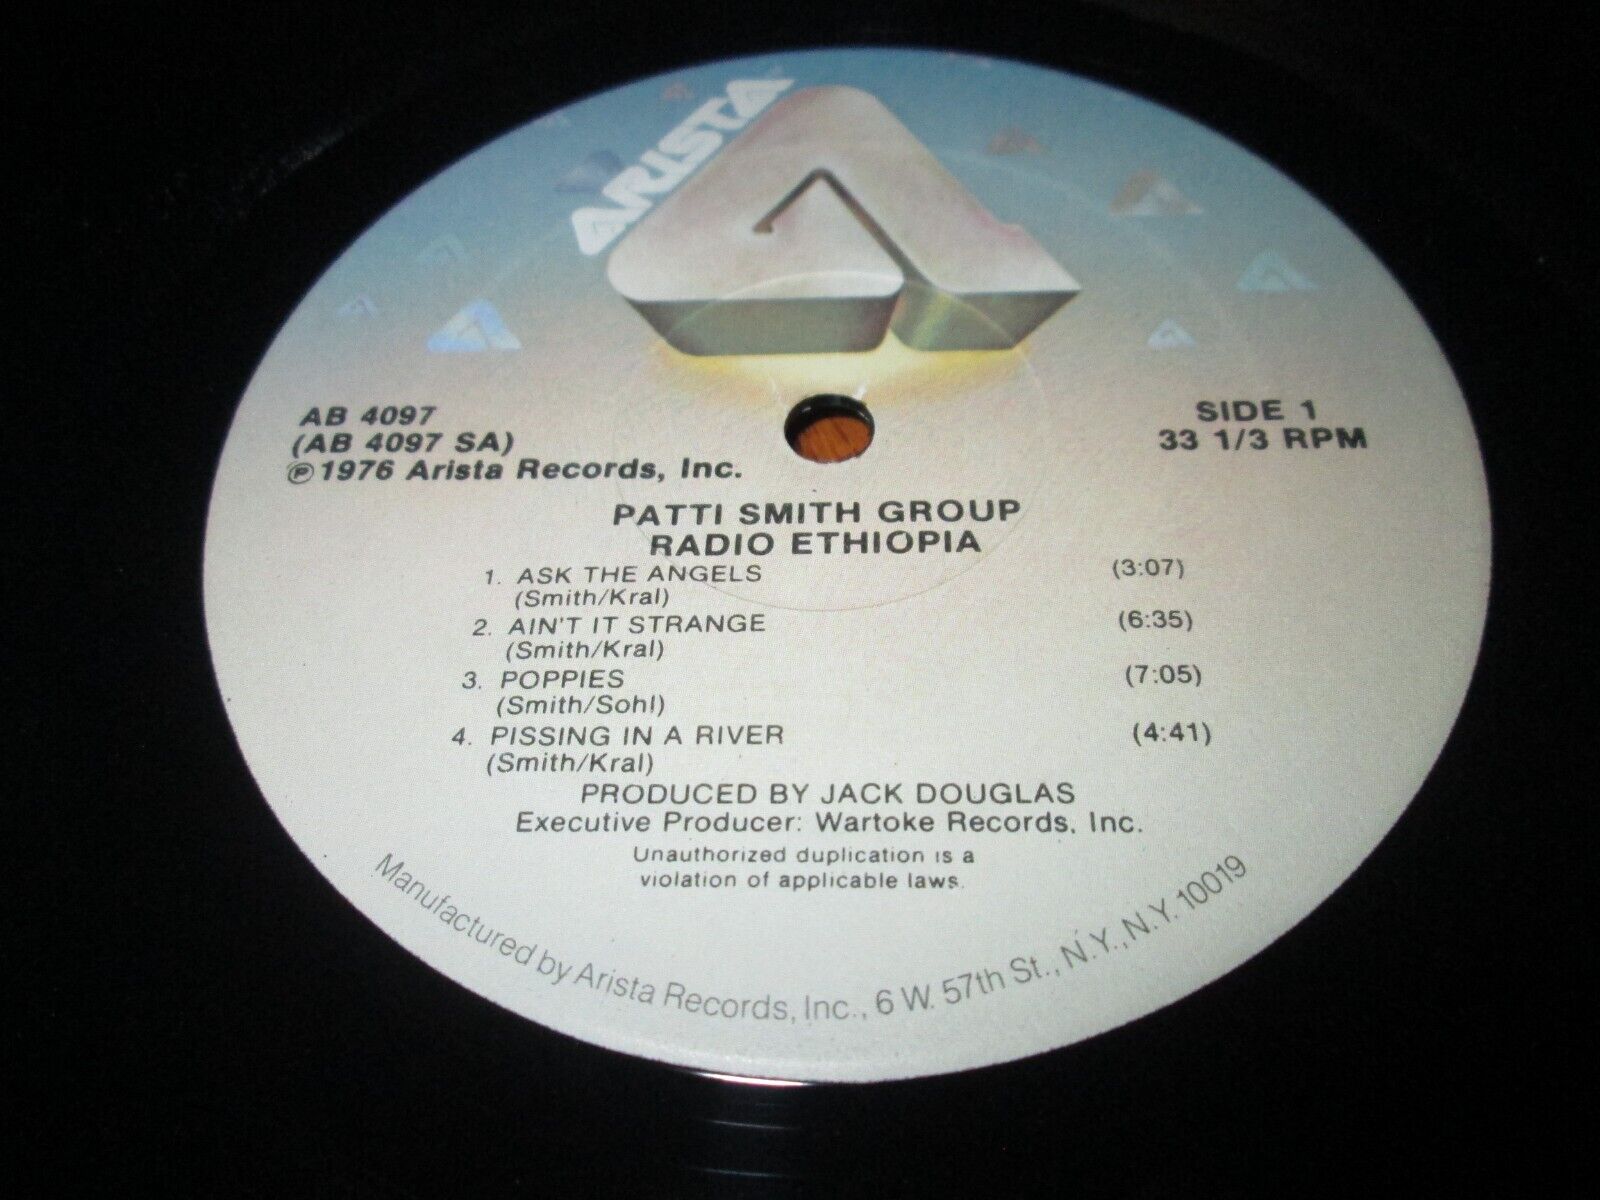 ARISTA
AB 4097
(AB 4097 SA)
℗ 1976 Arista Records, Inc.
SIDE 1
33 1/3 RPM
PATTI SMITH GROUP
RADIO ETHIOPIA
1. ASK THE ANGELS (3:07)
(Smith/Kral)
2. AIN'T IT STRANGE (6:35)
(Smith/Kral)
3. POPPIES (7:05)
(Smith/Sohl)
4. PISSING IN A RIVER (4:41)
(Smith/Kral)
PRODUCED BY JACK DOUGLAS
Executive Producer: Wartoke Records, Inc.
Unauthorized duplication is a
violation of applicable laws.
Manufactured by Arista Records, Inc., 6 W. 57th St., N.Y., N.Y. 10019